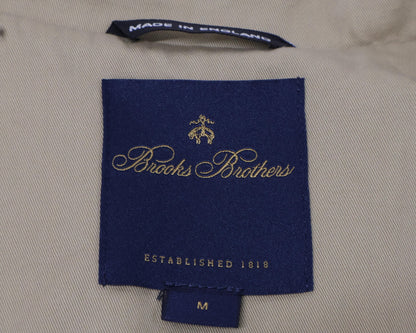 MADE IN ENGLAND
Brooks Brothers
ESTABLISHED 1818
M